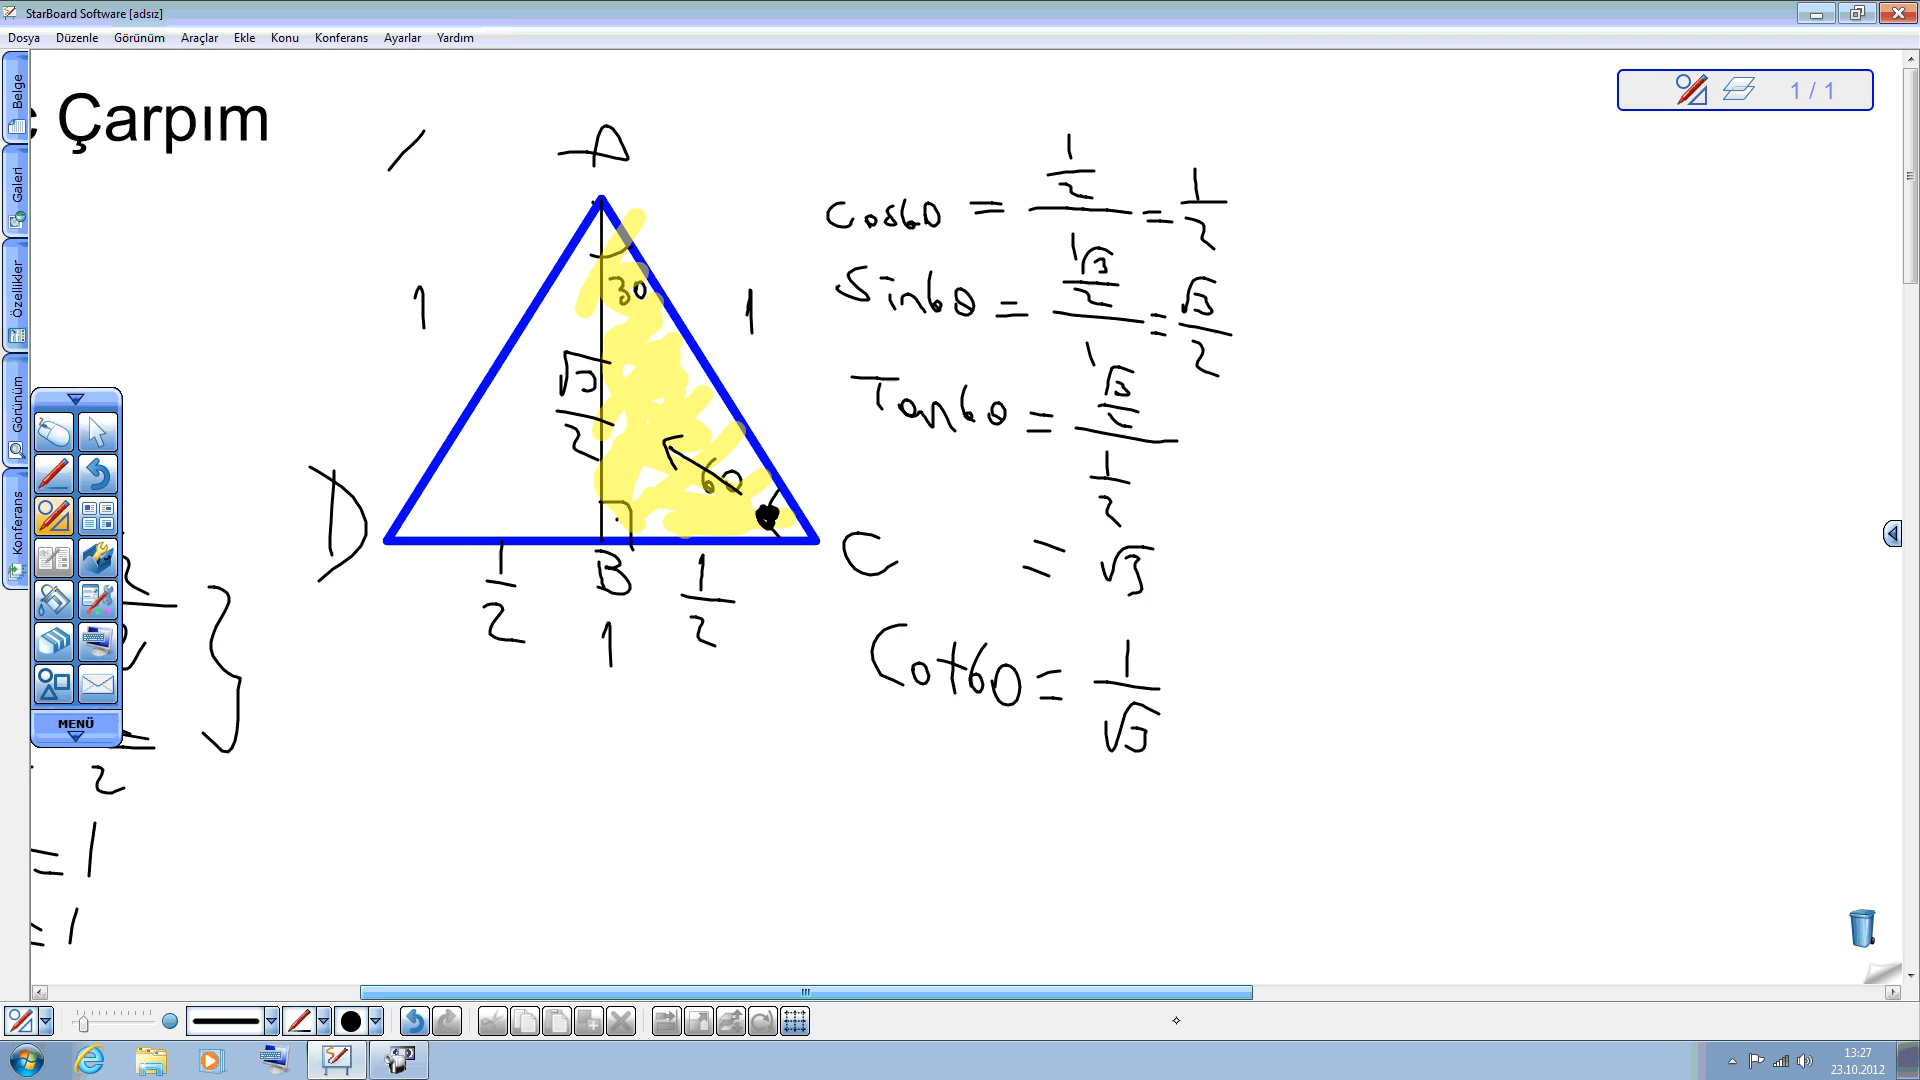 StarBoard Software [adsız]
Dosya Düzenle Görünüm Araçlar Ekle Konu Konferans Ayarlar Yardım
Belge
Galeri
Özellikler
Görünüm
Konferans
Çarpım
1 / 1
A
1
1
30
√3
2
60
D
B
C
1
2
1
2
1
cos60 = 1/2 / 1 = 1/2
Sin60 = √3/2 / 1 = √3/2
Tan60 = √3/2 / 1/2
= √3
Cot60 = 1/√3
MENÜ
2
= 1
= 1
13:27
23.10.2012